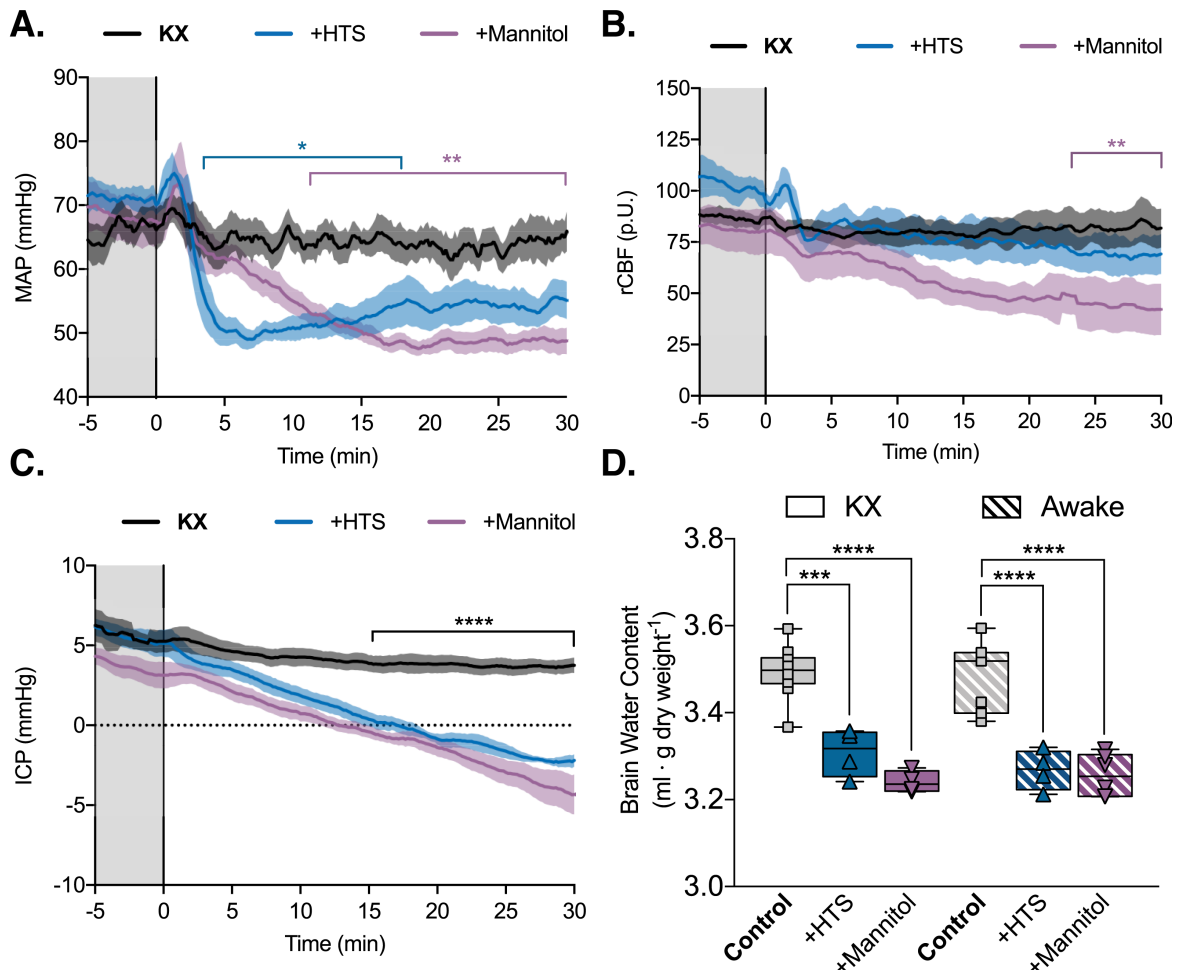 A.
KX +HTS +Mannitol
90
80
70
60
50
40
MAP (mmHg)
* **
-5 0 5 10 15 20 25 30
Time (min)
B.
KX +HTS +Mannitol
150
125
100
75
50
25
0
rCBF (p.U.)
**
-5 0 5 10 15 20 25 30
Time (min)
C.
KX +HTS +Mannitol
10
5
0
-5
-10
ICP (mmHg)
****
-5 0 5 10 15 20 25 30
Time (min)
D.
KX Awake
3.8
3.6
3.4
3.2
3.0
Brain Water Content
(ml · g dry weight⁻¹)
**** ****
*** ****
Control +HTS +Mannitol Control +HTS +Mannitol